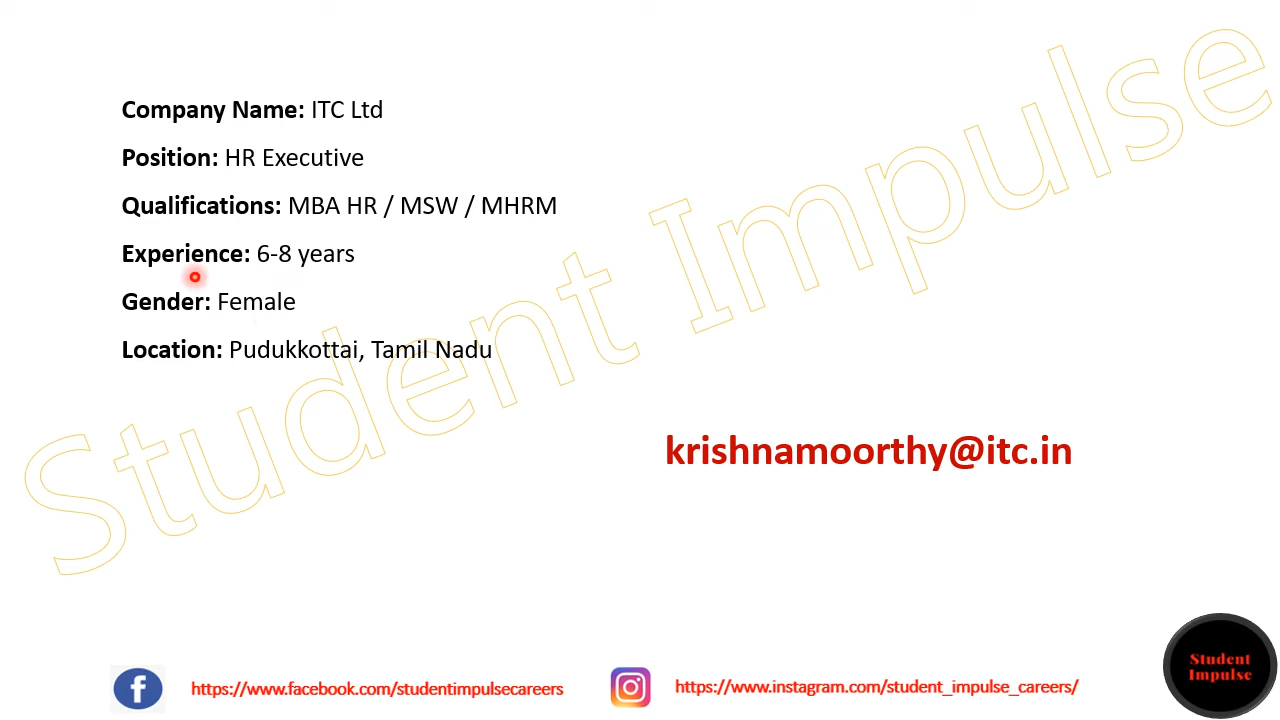 Company Name: ITC Ltd
Position: HR Executive
Qualifications: MBA HR / MSW / MHRM
Experience: 6-8 years
Gender: Female
Location: Pudukkottai, Tamil Nadu
Student Impulse
krishnamoorthy@itc.in
https://www.facebook.com/studentimpulsecareers
https://www.instagram.com/student_impulse_careers/
Student
Impulse